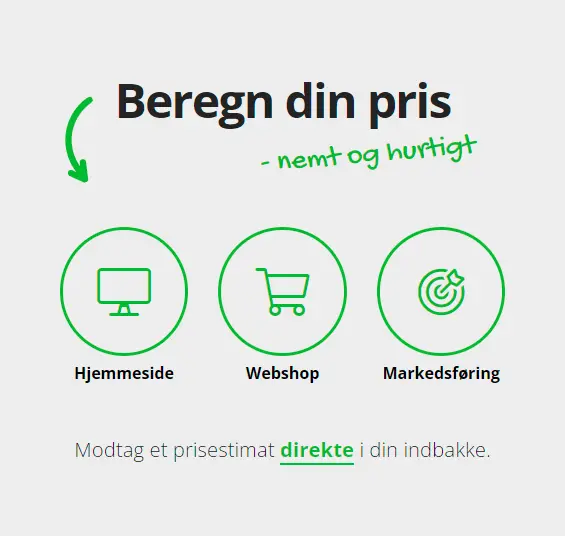 Beregn din pris
- nemt og hurtigt
Hjemmeside Webshop Markedsføring
Modtag et prisestimat direkte i din indbakke.